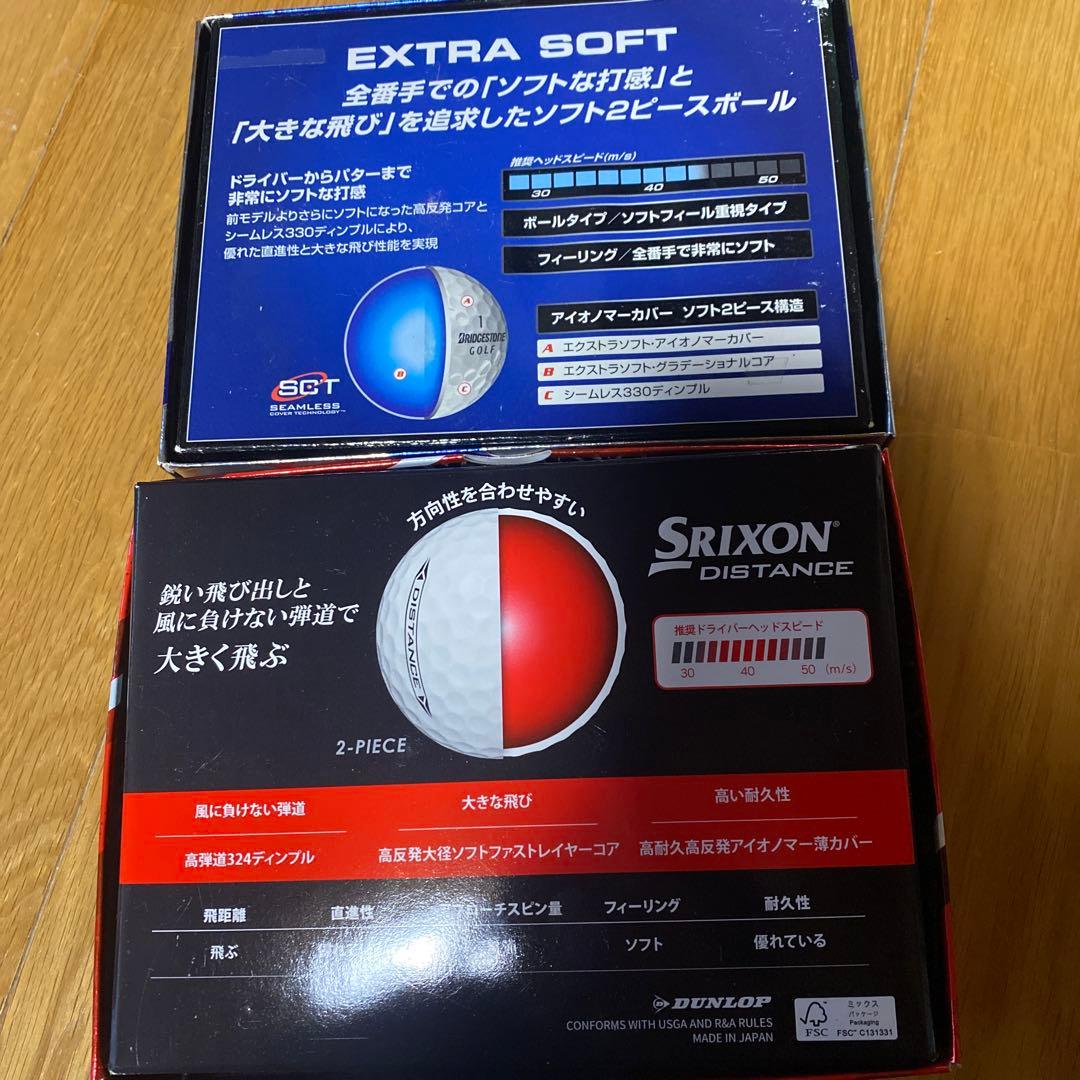 EXTRA SOFT
全番手での「ソフトな打感」と
「大きな飛び」を追求したソフト2ピースボール
ドライバーからパターまで
非常にソフトな打感
前モデルよりさらにソフトになった高反発コアと
シームレス330ディンプルにより、
優れた直進性と大きな飛び性能を実現
推奨ヘッドスピード(m/s)
30 40 50
ボールタイプ/ソフトフィール重視タイプ
フィーリング/全番手で非常にソフト
アイオノマーカバー ソフト2ピース構造
A エクストラソフト・アイオノマーカバー
B エクストラソフト・グラデーショナルコア
C シームレス330ディンプル
A
1
BRIDGESTONE
GOLF
B
C
SCT
SEAMLESS
COVER TECHNOLOGY™
方向性を合わせやすい
SRIXON®
DISTANCE
鋭い飛び出しと
風に負けない弾道で
大きく飛ぶ
DISTANCE
2-PIECE
推奨ドライバーヘッドスピード
30 40 50 (m/s)
風に負けない弾道 大きな飛び 高い耐久性
高弾道324ディンプル 高反発大径ソフトファストレイヤーコア 高耐久高反発アイオノマー薄カバー
飛距離 直進性 ローチスピン量 フィーリング 耐久性
飛ぶ ソフト 優れている
DUNLOP
CONFORMS WITH USGA AND R&A RULES
MADE IN JAPAN
FSC
ミックス
パッケージ
Packaging
FSC™ C131331